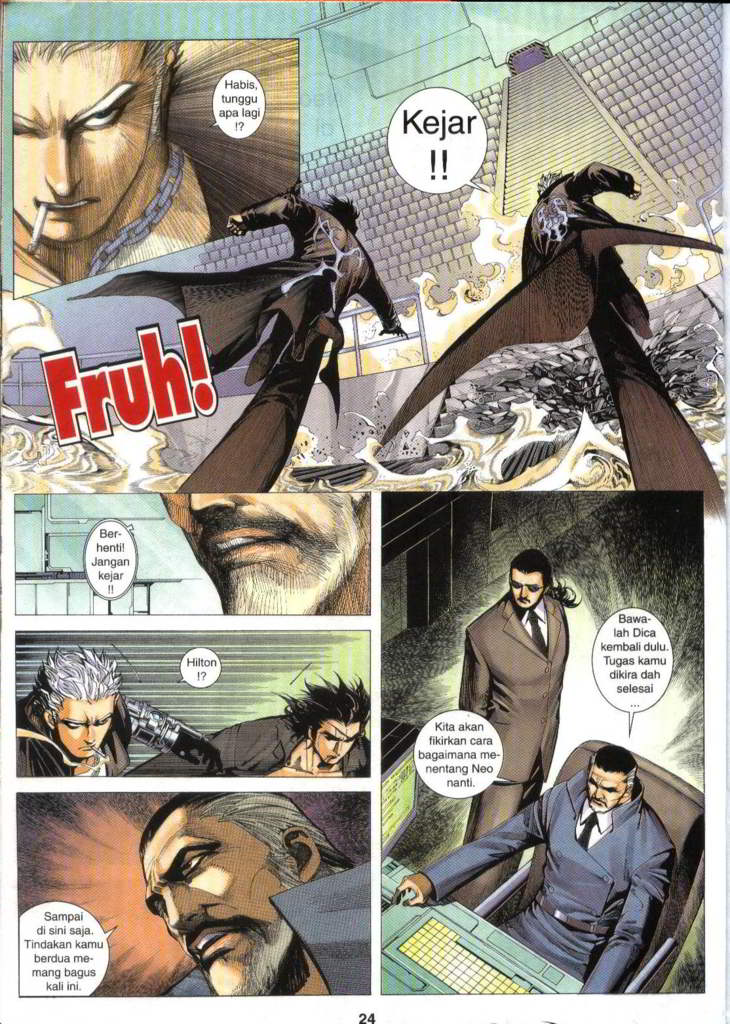 Habis,
tunggu
apa lagi
!?
Kejar
!!
Fruh!
Ber-
henti!
Jangan
kejar
!!
Hilton
!?
Sampai
di sini saja.
Tindakan kamu
berdua me-
mang bagus
kali ini.
Bawa-
lah Dica
kembali dulu.
Tugas kamu
dikira dah
selesai
...
Kita akan
fikirkan cara
bagaimana me-
nentang Neo
nanti.
24